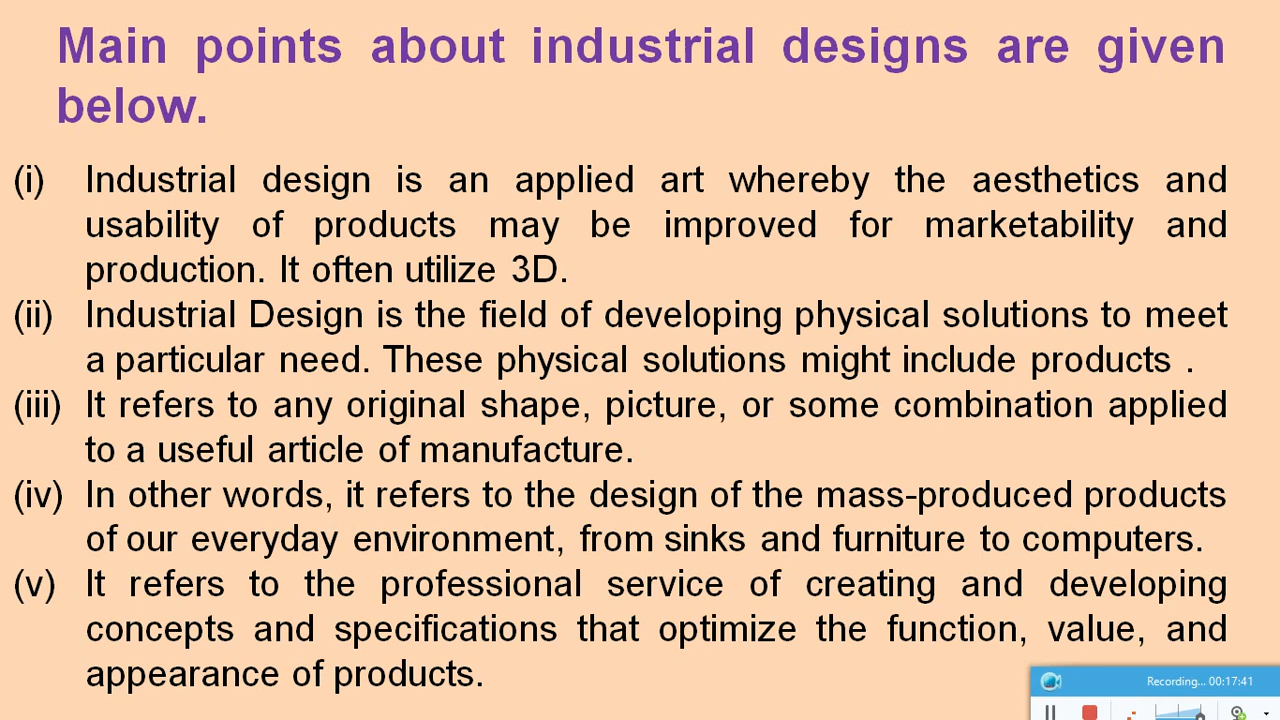 Main points about industrial designs are given
below.
(i) Industrial design is an applied art whereby the aesthetics and
usability of products may be improved for marketability and
production. It often utilize 3D.
(ii) Industrial Design is the field of developing physical solutions to meet
a particular need. These physical solutions might include products .
(iii) It refers to any original shape, picture, or some combination applied
to a useful article of manufacture.
(iv) In other words, it refers to the design of the mass-produced products
of our everyday environment, from sinks and furniture to computers.
(v) It refers to the professional service of creating and developing
concepts and specifications that optimize the function, value, and
appearance of products.
Recording... 00:17:41